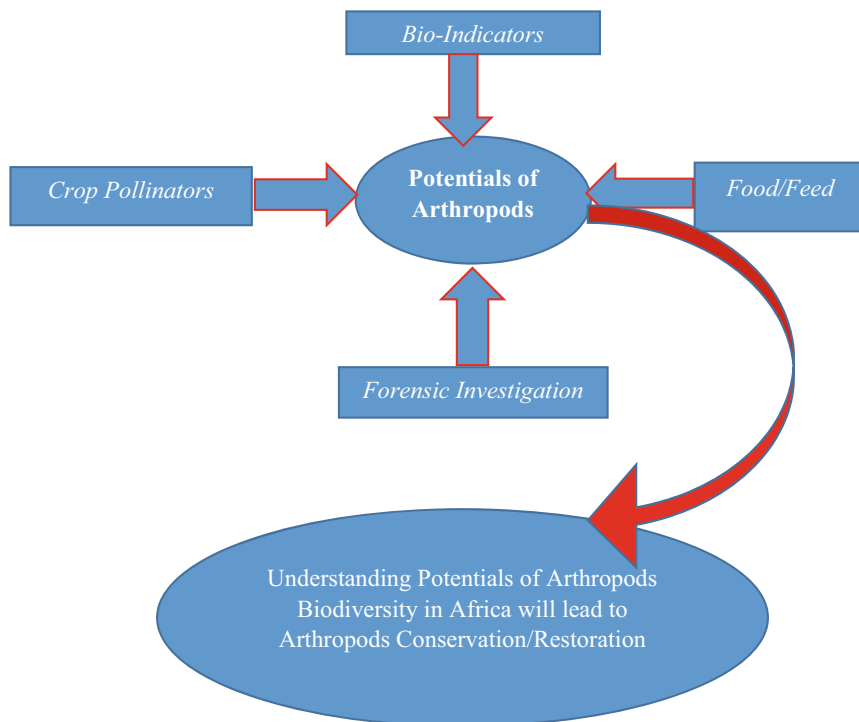 Bio-Indicators
Crop Pollinators
Potentials of
Arthropods
Food/Feed
Forensic Investigation
Understanding Potentials of Arthropods
Biodiversity in Africa will lead to
Arthropods Conservation/Restoration